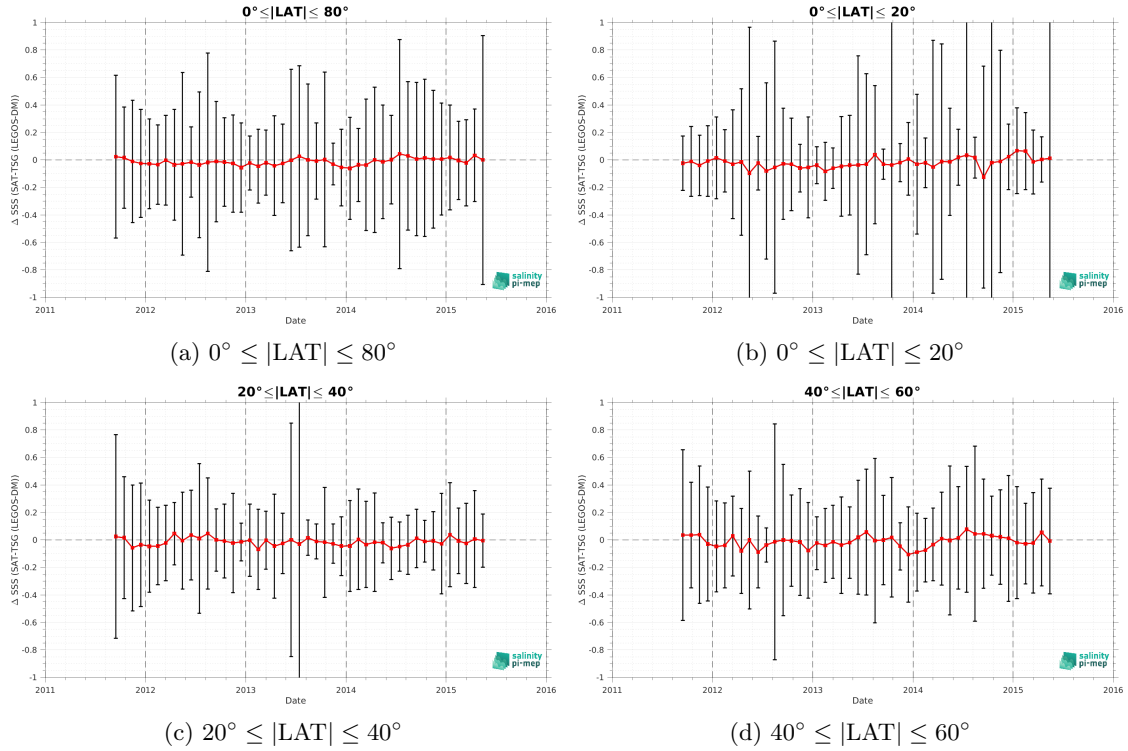 0°≤|LAT|≤ 80°
1
0.8
0.6
0.4
0.2
0
-0.2
-0.4
-0.6
-0.8
-1
Δ SSS (SAT-TSG (LEGOS-DM))
2011
2012
2013
2014
2015
2016
Date
salinity
pi-mep
(a) 0° ≤ |LAT| ≤ 80°
0°≤|LAT|≤ 20°
1
0.8
0.6
0.4
0.2
0
-0.2
-0.4
-0.6
-0.8
-1
Δ SSS (SAT-TSG (LEGOS-DM))
2011
2012
2013
2014
2015
2016
Date
salinity
pi-mep
(b) 0° ≤ |LAT| ≤ 20°
20°≤|LAT|≤ 40°
1
0.8
0.6
0.4
0.2
0
-0.2
-0.4
-0.6
-0.8
-1
Δ SSS (SAT-TSG (LEGOS-DM))
2011
2012
2013
2014
2015
2016
Date
salinity
pi-mep
(c) 20° ≤ |LAT| ≤ 40°
40°≤|LAT|≤ 60°
1
0.8
0.6
0.4
0.2
0
-0.2
-0.4
-0.6
-0.8
-1
Δ SSS (SAT-TSG (LEGOS-DM))
2011
2012
2013
2014
2015
2016
Date
salinity
pi-mep
(d) 40° ≤ |LAT| ≤ 60°